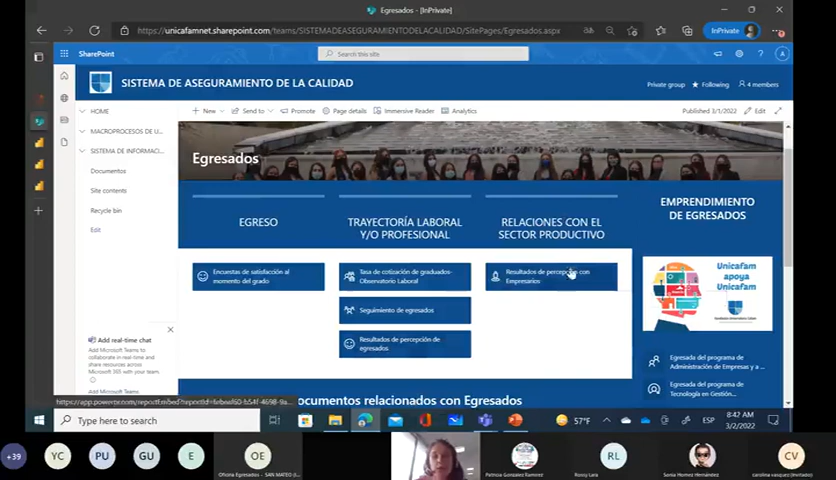 Egresados - [InPrivate]
https://unicafamnet.sharepoint.com/teams/SISTEMADEASEGURAMIENTODELACALIDAD/SitePages/Egresados.aspx
InPrivate
SharePoint
Search this site
A
SISTEMA DE ASEGURAMIENTO DE LA CALIDAD
Private group
Following
4 members
HOME
New
Send to
Promote
Page details
Immersive Reader
Analytics
Published 3/1/2022
Edit
MACROPROCESOS DE U...
SISTEMA DE INFORMACI...
Documentos
Site contents
Recycle bin
Edit
Egresados
EGRESO
TRAYECTORÍA LABORAL
Y/O PROFESIONAL
RELACIONES CON EL
SECTOR PRODUCTIVO
EMPRENDIMIENTO
DE EGRESADOS
Encuestas de satisfacción al
momento del grado
Tasa de cotización de graduados-
Observatorio Laboral
Seguimiento de egresados
Resultados de percepción de
egresados
Resultados de percepción con
Empresarios
Unicafam
apoya
Unicafam
Egresada del programa de
Administración de Empresas y a ...
Egresada del programa de
Tecnología en Gestión...
Add real-time chat
Add Microsoft Teams to
collaborate in real-time and
share resources across
Microsoft 365 with your team.
Add Microsoft Teams
Documentos relacionados con Egresados
Type here to search
57°F
ESP
8:42 AM
3/2/2022
+39
YC
PU
GU
E
OE
Oficina Egresados - SAN MATEO (I...
Patricia Gonzalez Ramirez
RL
Rossy Lara
Sonia Homez Hernández
CV
carolina vasquez (Invitado)